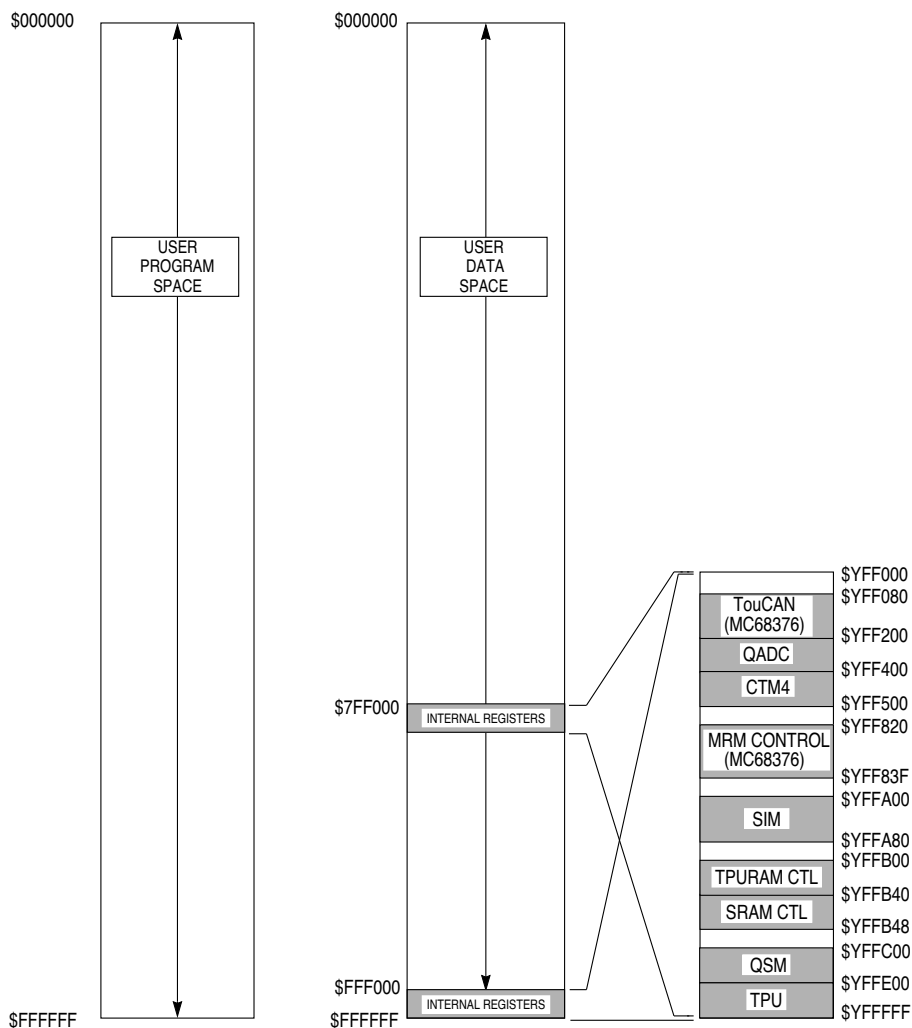 $000000
USER
PROGRAM
SPACE
$FFFFFF
$000000
USER
DATA
SPACE
$7FF000
INTERNAL REGISTERS
$FFF000
INTERNAL REGISTERS
$FFFFFF
$YFF000
$YFF080
TouCAN
(MC68376)
$YFF200
QADC
$YFF400
CTM4
$YFF500
$YFF820
MRM CONTROL
(MC68376)
$YFF83F
$YFFA00
SIM
$YFFA80
$YFFB00
TPURAM CTL
$YFFB40
SRAM CTL
$YFFB48
$YFFC00
QSM
$YFFE00
TPU
$YFFFFF